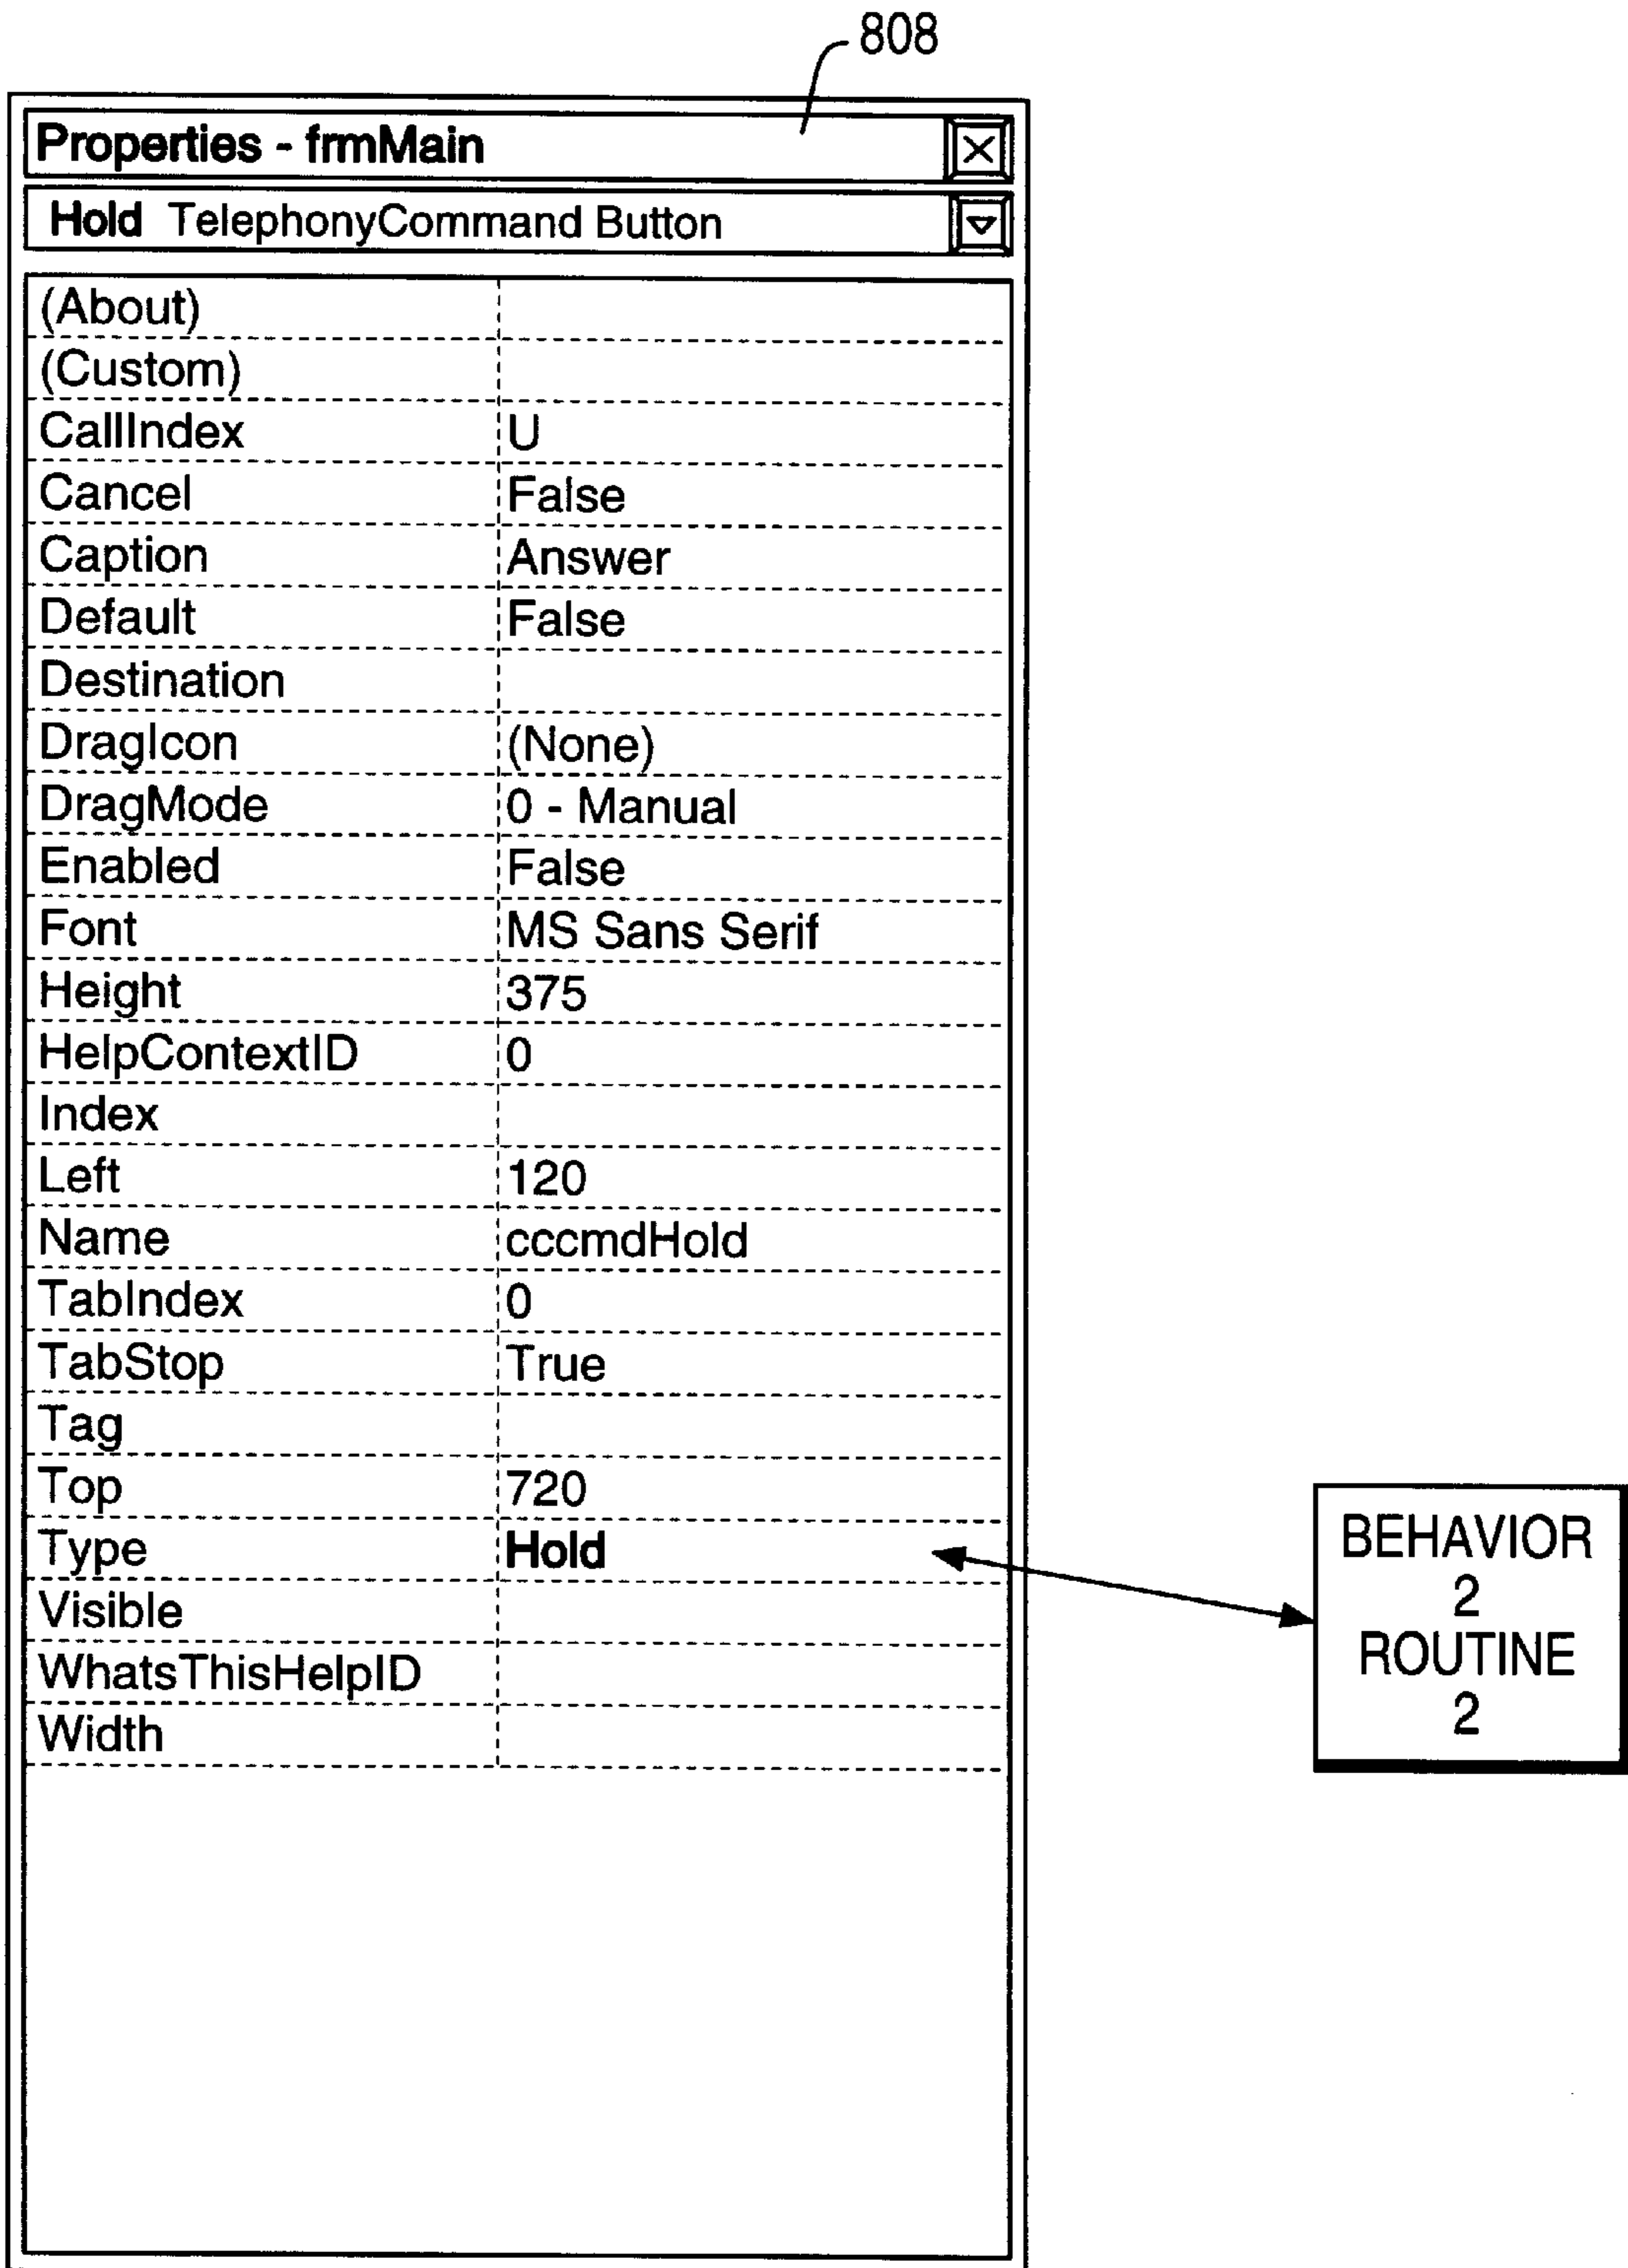 808
Properties - frmMain
Hold TelephonyCommand Button
(About)
(Custom)
CallIndex U
Cancel False
Caption Answer
Default False
Destination
DragIcon (None)
DragMode 0 - Manual
Enabled False
Font MS Sans Serif
Height 375
HelpContextID 0
Index
Left 120
Name cccmdHold
TabIndex 0
TabStop True
Tag
Top 720
Type Hold
Visible
WhatsThisHelpID
Width
BEHAVIOR
2
ROUTINE
2